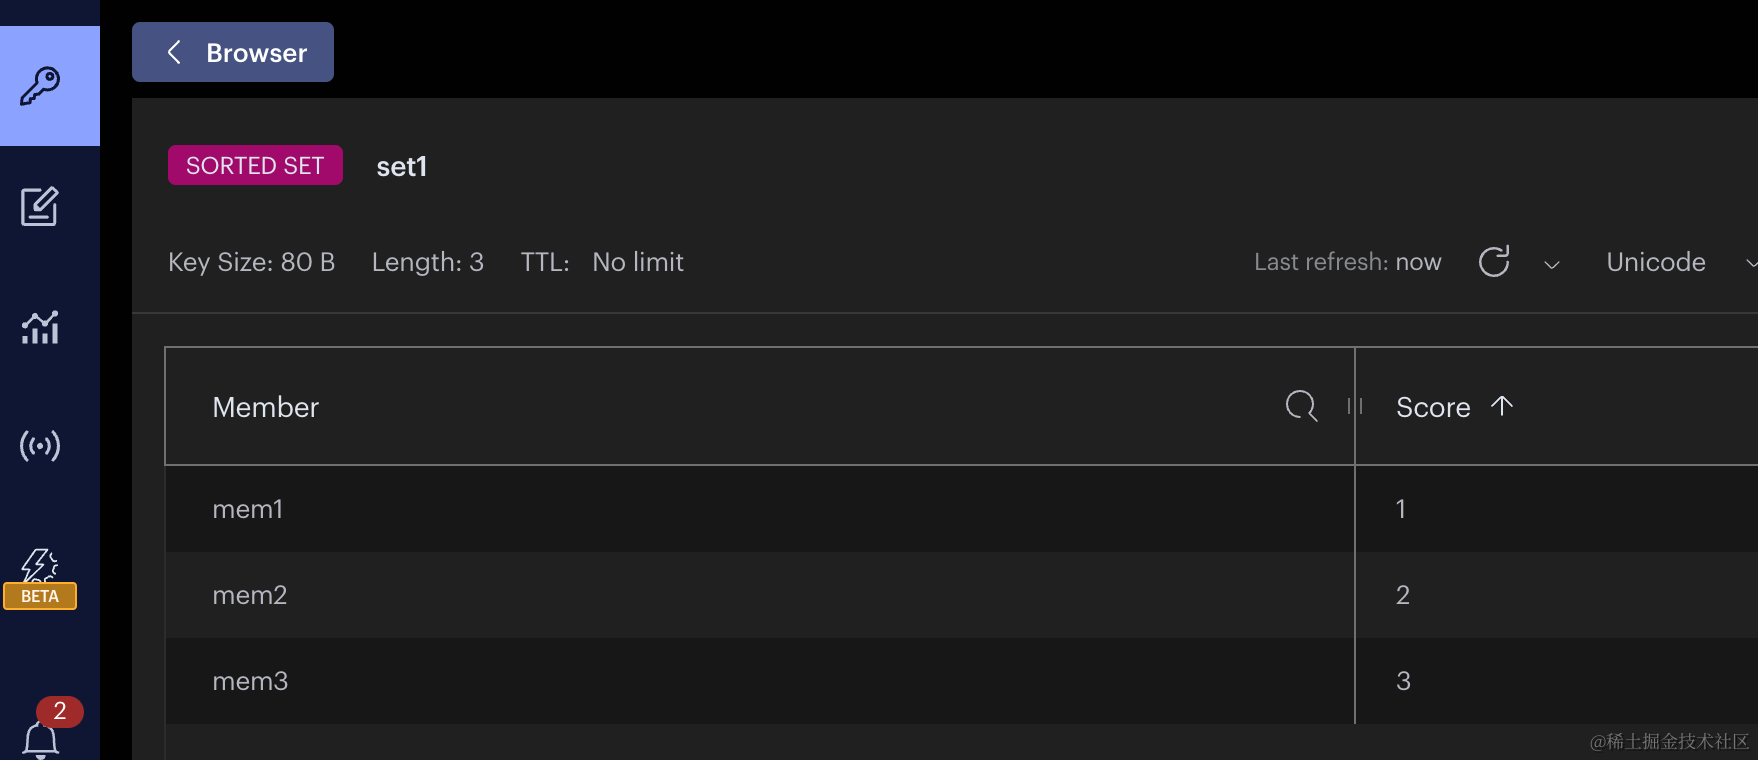 Browser
SORTED SET set1
Key Size: 80 B Length: 3 TTL: No limit Last refresh: now Unicode
Member Score
mem1 1
mem2 2
BETA
mem3 3
2
@稀土掘金技术社区